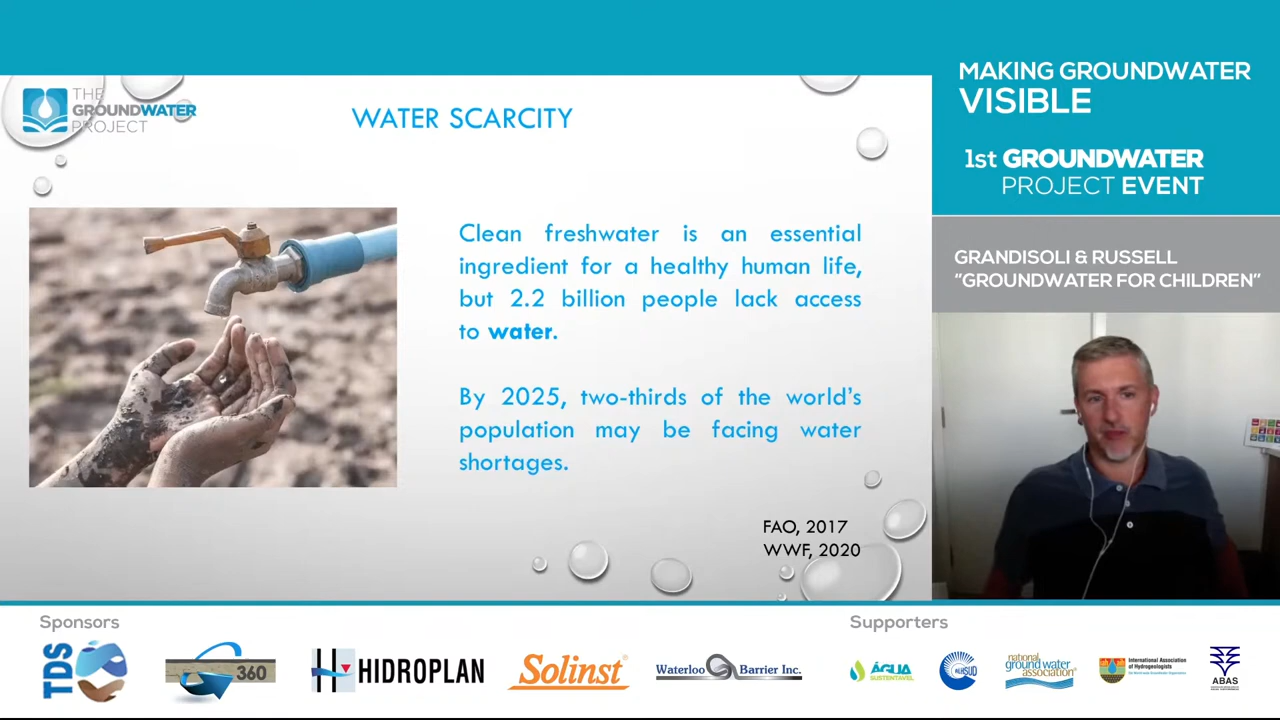 THE
GROUNDWATER
PROJECT
WATER SCARCITY
Clean freshwater is an essential
ingredient for a healthy human life,
but 2.2 billion people lack access
to water.
By 2025, two-thirds of the world's
population may be facing water
shortages.
FAO, 2017
WWF, 2020
MAKING GROUNDWATER
VISIBLE
1st GROUNDWATER
PROJECT EVENT
GRANDISOLI & RUSSELL
"GROUNDWATER FOR CHILDREN"
Sponsors
TDS
360
HIDROPLAN
Solinst®
Waterloo Barrier Inc.
Supporters
ÁGUA
SUSTENTÁVEL
national
ground water
association
International Association
of Hydrogeologists
ABAS